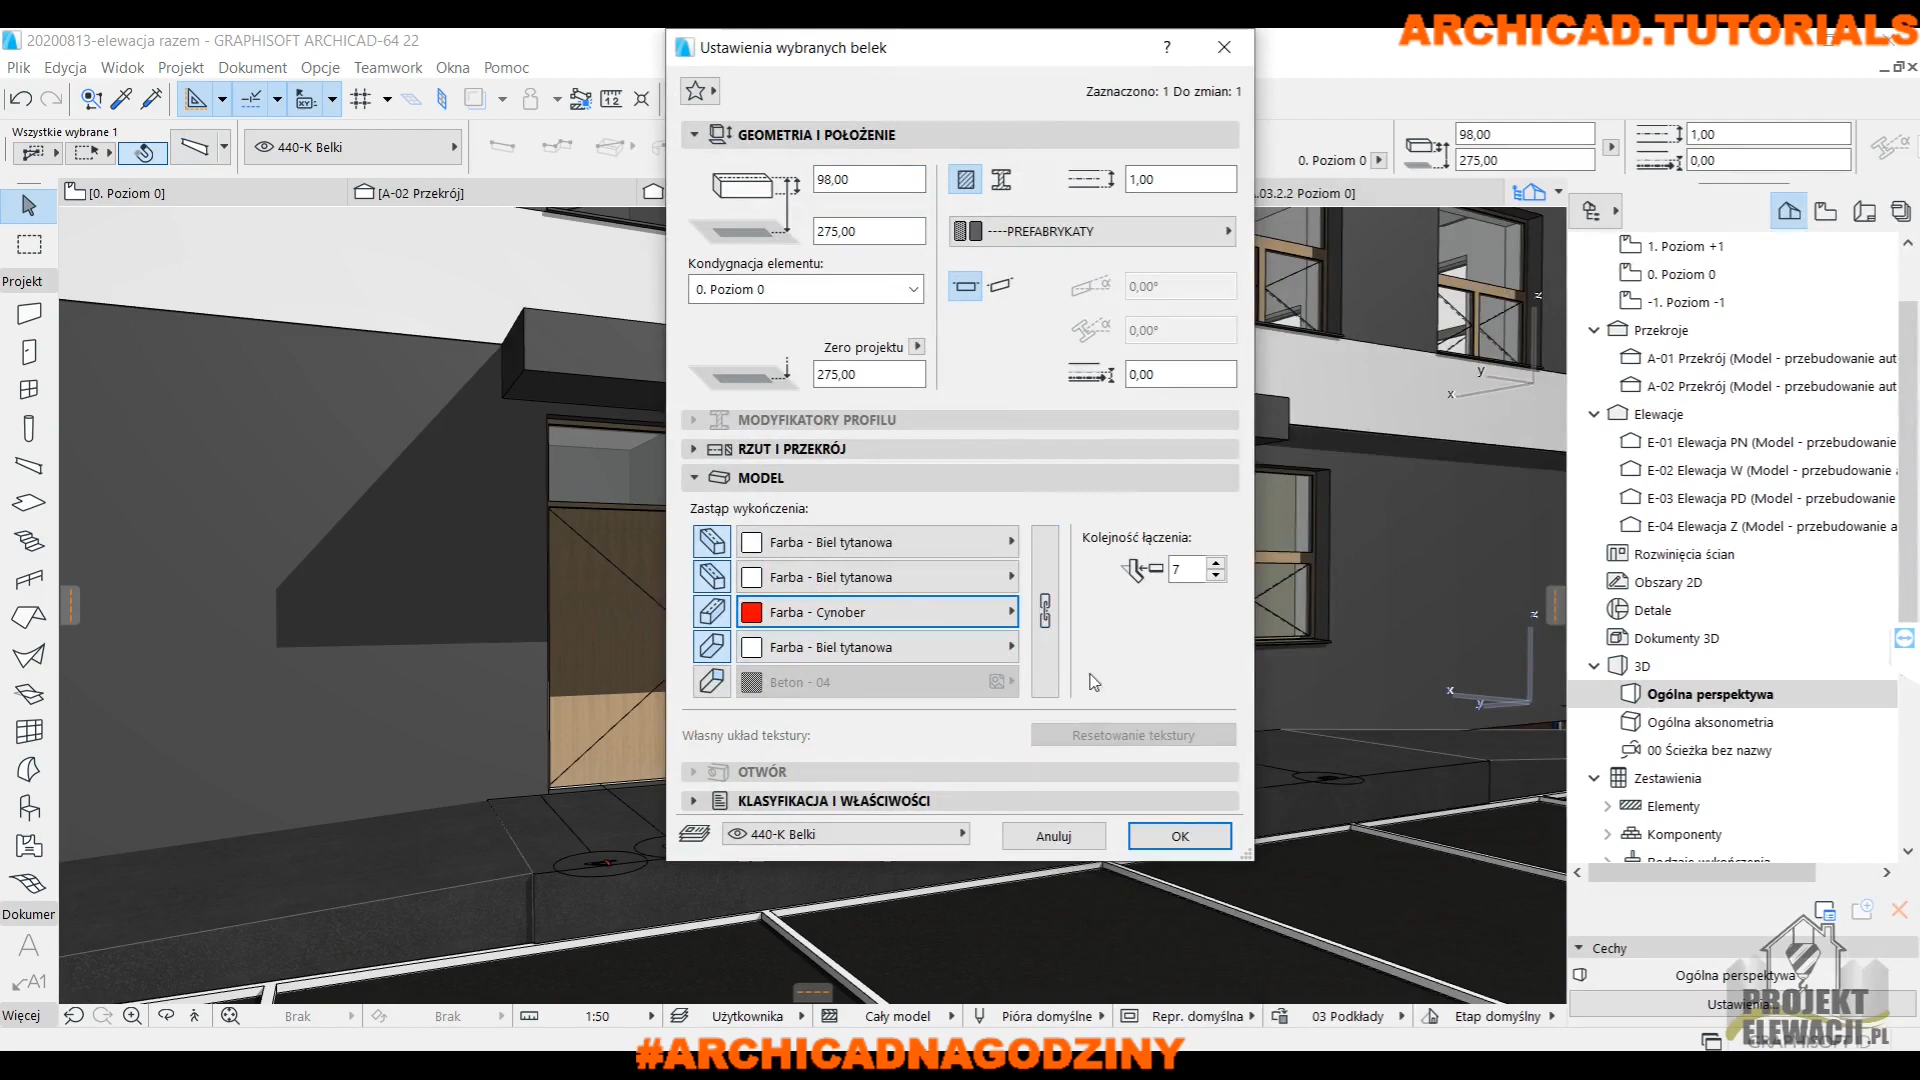 ARCHICAD.TUTORIALS
20200813-elewacja razem - GRAPHISOFT ARCHICAD-64 22
Plik Edycja Widok Projekt Dokument Opcje Teamwork Okna Pomoc
Wszystkie wybrane 1
440-K Belki
0. Poziom 0
98,00
275,00
1,00
0,00
[0. Poziom 0]
[A-02 Przekrój]
.03.2.2 Poziom 0]
Projekt
Dokumen
Więcej
Ustawienia wybranych belek
?
Zaznaczono: 1 Do zmian: 1
GEOMETRIA I POŁOŻENIE
98,00
1,00
275,00
----PREFABRYKATY
Kondygnacja elementu:
0. Poziom 0
0,00°
0,00°
Zero projektu
275,00
0,00
MODYFIKATORY PROFILU
RZUT I PRZEKRÓJ
MODEL
Zastąp wykończenia:
Farba - Biel tytanowa
Kolejność łączenia:
Farba - Biel tytanowa
7
Farba - Cynober
Farba - Biel tytanowa
Beton - 04
Własny układ tekstury:
Resetowanie tekstury
OTWÓR
KLASYFIKACJA I WŁAŚCIWOŚCI
440-K Belki
Anuluj
OK
z
y
x
z
x
y
1. Poziom +1
0. Poziom 0
-1. Poziom -1
Przekroje
A-01 Przekrój (Model - przebudowanie aut
A-02 Przekrój (Model - przebudowanie aut
Elewacje
E-01 Elewacja PN (Model - przebudowanie
E-02 Elewacja W (Model - przebudowanie a
E-03 Elewacja PD (Model - przebudowanie
E-04 Elewacja Z (Model - przebudowanie a
Rozwinięcia ścian
Obszary 2D
Detale
Dokumenty 3D
3D
Ogólna perspektywa
Ogólna aksonometria
00 Ścieżka bez nazwy
Zestawienia
Elementy
Komponenty
Cechy
Ogólna perspektywa
Ustawienia
PROJEKT
ELEWACJI.PL
Brak
Brak
1:50
Użytkownika
Cały model
Pióra domyślne
Repr. domyślna
03 Podkłady
Etap domyślny
#ARCHICADNAGODZINY